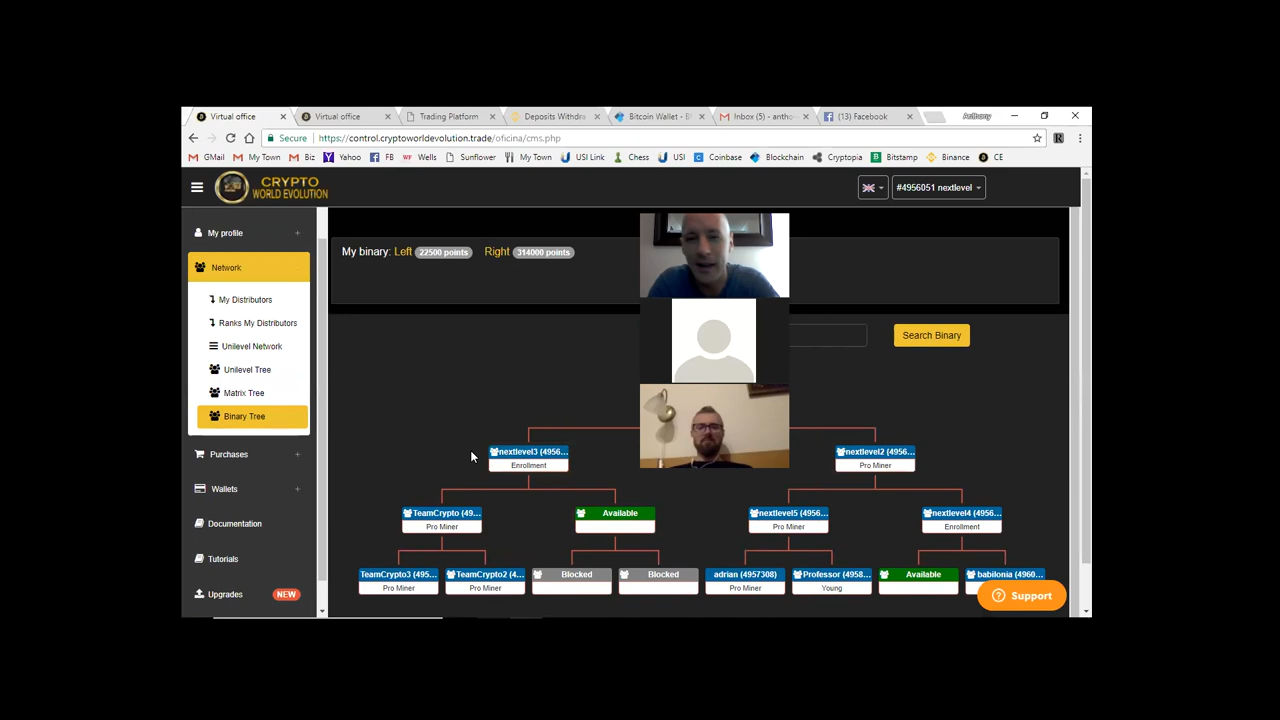 Virtual office
Virtual office
Trading Platform
Deposits Withdra
Bitcoin Wallet - B
Inbox (5) - antho
(13) Facebook
Anthony
Secure
https://control.cryptoworldevolution.trade/oficina/cms.php
GMail My Town Biz Yahoo FB Wells Sunflower My Town USI Link Chess USI Coinbase Blockchain Cryptopia Bitstamp Binance CE
CRYPTO
WORLD EVOLUTION
#4956051 nextlevel
My profile
Network
My Distributors
Ranks My Distributors
Unilevel Network
Unilevel Tree
Matrix Tree
Binary Tree
Purchases
Wallets
Documentation
Tutorials
Upgrades NEW
My binary: Left 22500 points Right 314000 points
Search Binary
nextlevel3 (4956...
Enrollment
nextlevel2 (4956...
Pro Miner
TeamCrypto (49...
Pro Miner
Available
nextlevel5 (4956...
Pro Miner
nextlevel4 (4956...
Enrollment
TeamCrypto3 (495...
Pro Miner
TeamCrypto2 (4...
Pro Miner
Blocked
Blocked
adrian (4957308)
Pro Miner
Professor (4958...
Young
Available
babilonia (4960...
Support